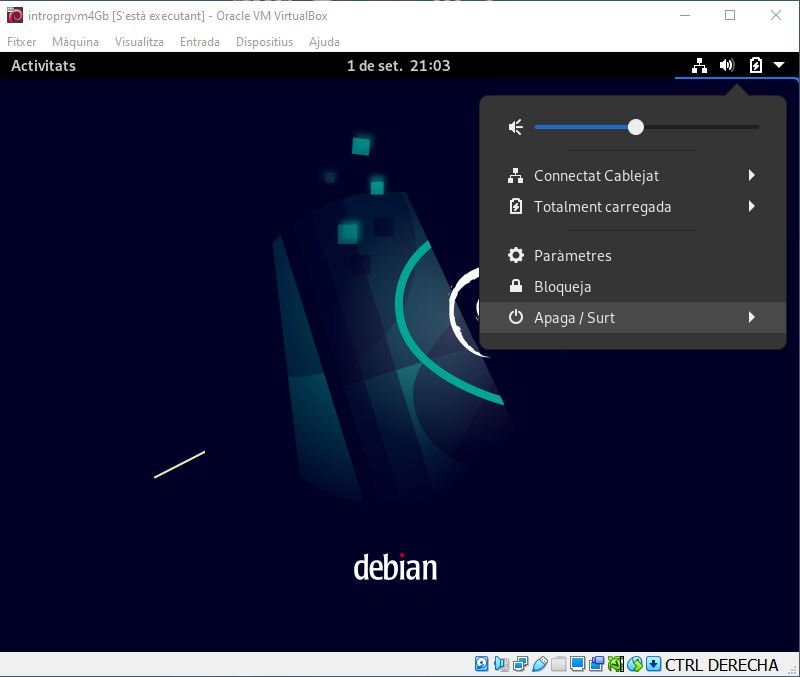 introprgvm4Gb [S'està executant] - Oracle VM VirtualBox
Fitxer Màquina Visualitza Entrada Dispositius Ajuda
Activitats 1 de set. 21:03
Connectat Cablejat
Totalment carregada
Paràmetres
Bloqueja
Apaga / Surt
debian
CTRL DERECHA